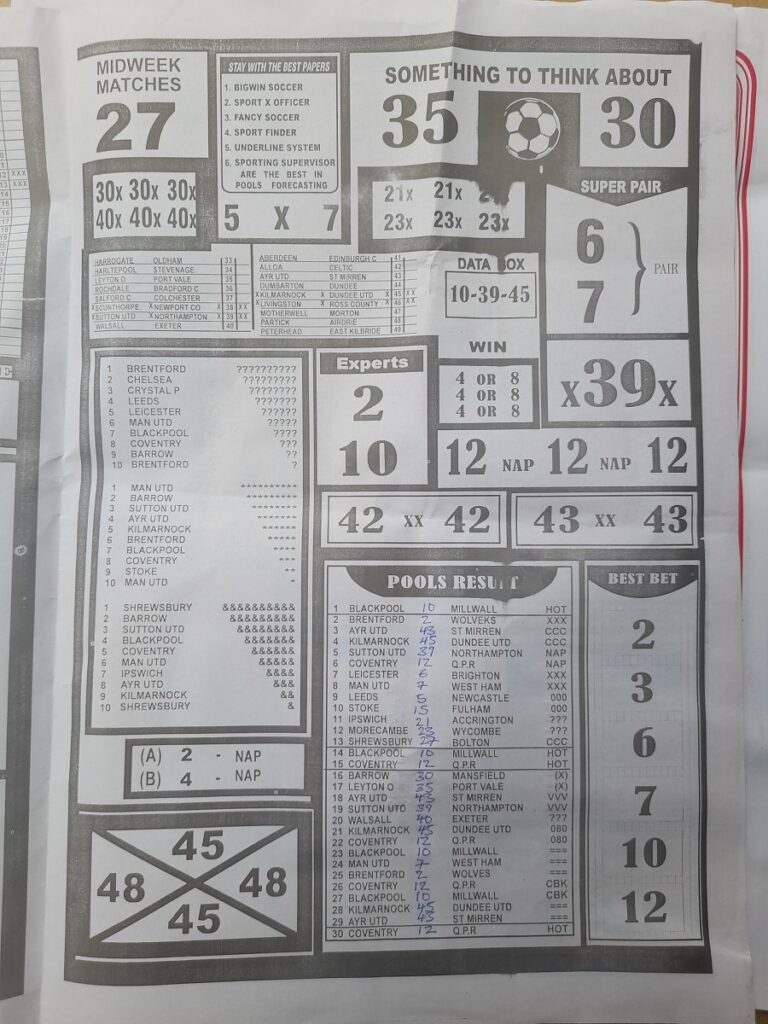 MIDWEEK
MATCHES
27
STAY WITH THE BEST PAPERS
1. BIGWIN SOCCER
2. SPORT X OFFICER
3. FANCY SOCCER
4. SPORT FINDER
5. UNDERLINE SYSTEM
6. SPORTING SUPERVISOR
ARE THE BEST IN
POOLS FORECASTING
5 X 7
SOMETHING TO THINK ABOUT
35 30
30x 30x 30x
40x 40x 40x
21x 21x
23x 23x 23x
SUPER PAIR
6
7
PAIR
HARROGATE OLDHAM 33
HARLTEPOOL STEVENAGE 34
LEYTON O PORT VALE 35
ROCHDALE BRADFORD C 36
SALFORD C COLCHESTER 37
XSCUNTHORPE XNEWPORT CO X 38 XX
XSUTTON UTD XNORTHAMPTON X 39 XX
WALSALL EXETER 40
ABERDEEN EDINBURGH C 41
ALLOA CELTIC 42
AYR UTD ST MIRREN 43
DUMBARTON DUNDEE 44
XKILMARNOCK X DUNDEE UTD X 45 XX
XLIVINGSTON X ROSS COUNTY X 46 XX
MOTHERWELL MORTON 47
PARTICK AIRDRIE 48
PETERHEAD EAST KILBRIDE 49
DATA BOX
10-39-45
WIN
4 OR 8
4 OR 8
4 OR 8
X39X
1 BRENTFORD ??????????
2 CHELSEA ?????????
3 CRYSTAL P ????????
4 LEEDS ???????
5 LEICESTER ??????
6 MAN UTD ?????
7 BLACKPOOL ????
8 COVENTRY ???
9 BARROW ??
10 BRENTFORD ?
1 MAN UTD **********
2 BARROW *********
3 SUTTON UTD ********
4 AYR UTD *******
5 KILMARNOCK ******
6 BRENTFORD *****
7 BLACKPOOL ****
8 COVENTRY ***
9 STOKE **
10 MAN UTD *
1 SHREWSBURY &&&&&&&&&&
2 BARROW &&&&&&&&&
3 SUTTON UTD &&&&&&&&
4 BLACKPOOL &&&&&&&
5 COVENTRY &&&&&&
6 MAN UTD &&&&&
7 IPSWICH &&&&
8 AYR UTD &&&
9 KILMARNOCK &&
10 SHREWSBURY &
Experts
2
10
12 NAP 12 NAP 12
42 XX 42
43 XX 43
(A) 2 - NAP
(B) 4 - NAP
45
48 48
45
POOLS RESULT
1 BLACKPOOL 10 MILLWALL HOT
2 BRENTFORD 2 WOLVEKS XXX
3 AYR UTD 43 ST MIRREN CCC
4 KILMARNOCK 45 DUNDEE UTD CCC
5 SUTTON UTD 39 NORTHAMPTON NAP
6 COVENTRY 12 Q.P.R NAP
7 LEICESTER 6 BRIGHTON XXX
8 MAN UTD 7 WEST HAM XXX
9 LEEDS 5 NEWCASTLE 000
10 STOKE 15 FULHAM 000
11 IPSWICH 21 ACCRINGTON ???
12 MORECAMBE 23 WYCOMBE ???
13 SHREWSBURY 27 BOLTON CCC
14 BLACKPOOL 10 MILLWALL HOT
15 COVENTRY 12 Q.P.R HOT
16 BARROW 30 MANSFIELD (X)
17 LEYTON O 35 PORT VALE (X)
18 AYR UTD 43 ST MIRREN VVV
19 SUTTON UTD 39 NORTHAMPTON VVV
20 WALSALL 40 EXETER ???
21 KILMARNOCK 45 DUNDEE UTD 080
22 COVENTRY 12 Q.P.R 080
23 BLACKPOOL 10 MILLWALL ===
24 MAN UTD 7 WEST HAM ===
25 BRENTFORD 2 WOLVES ===
26 COVENTRY 12 Q.P.R CBK
27 BLACKPOOL 10 MILLWALL CBK
28 KILMARNOCK 45 DUNDEE UTD ===
29 AYR UTD 43 ST MIRREN ===
30 COVENTRY 12 Q.P.R HOT
BEST BET
2
3
6
7
10
12